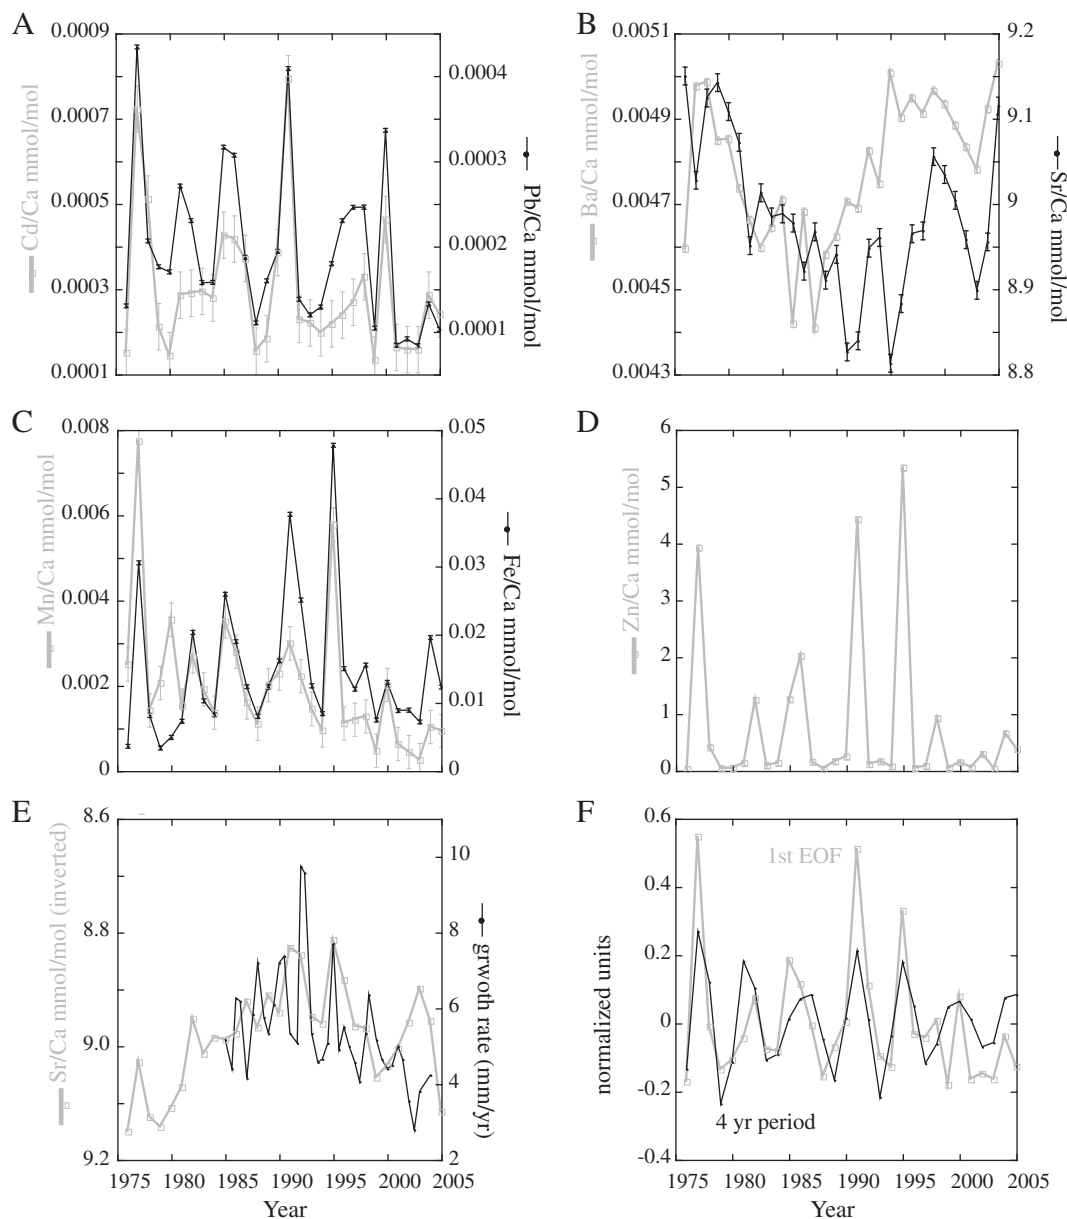 A
0.0009
0.0007
0.0005
0.0003
0.0001
Cd/Ca mmol/mol
0.0004
0.0003
0.0002
0.0001
Pb/Ca mmol/mol
B
0.0051
0.0049
0.0047
0.0045
0.0043
Ba/Ca mmol/mol
9.2
9.1
9
8.9
8.8
Sr/Ca mmol/mol
C
0.008
0.006
0.004
0.002
0
Mn/Ca mmol/mol
0.05
0.04
0.03
0.02
0.01
0
Fe/Ca mmol/mol
D
6
5
4
3
2
1
0
Zn/Ca mmol/mol
E
8.6
8.8
9.0
9.2
Sr/Ca mmol/mol (inverted)
10
8
6
4
2
grwoth rate (mm/yr)
1975 1980 1985 1990 1995 2000 2005
Year
F
0.6
0.4
0.2
0
-0.2
-0.4
normalized units
1st EOF
4 yr period
1975 1980 1985 1990 1995 2000 2005
Year